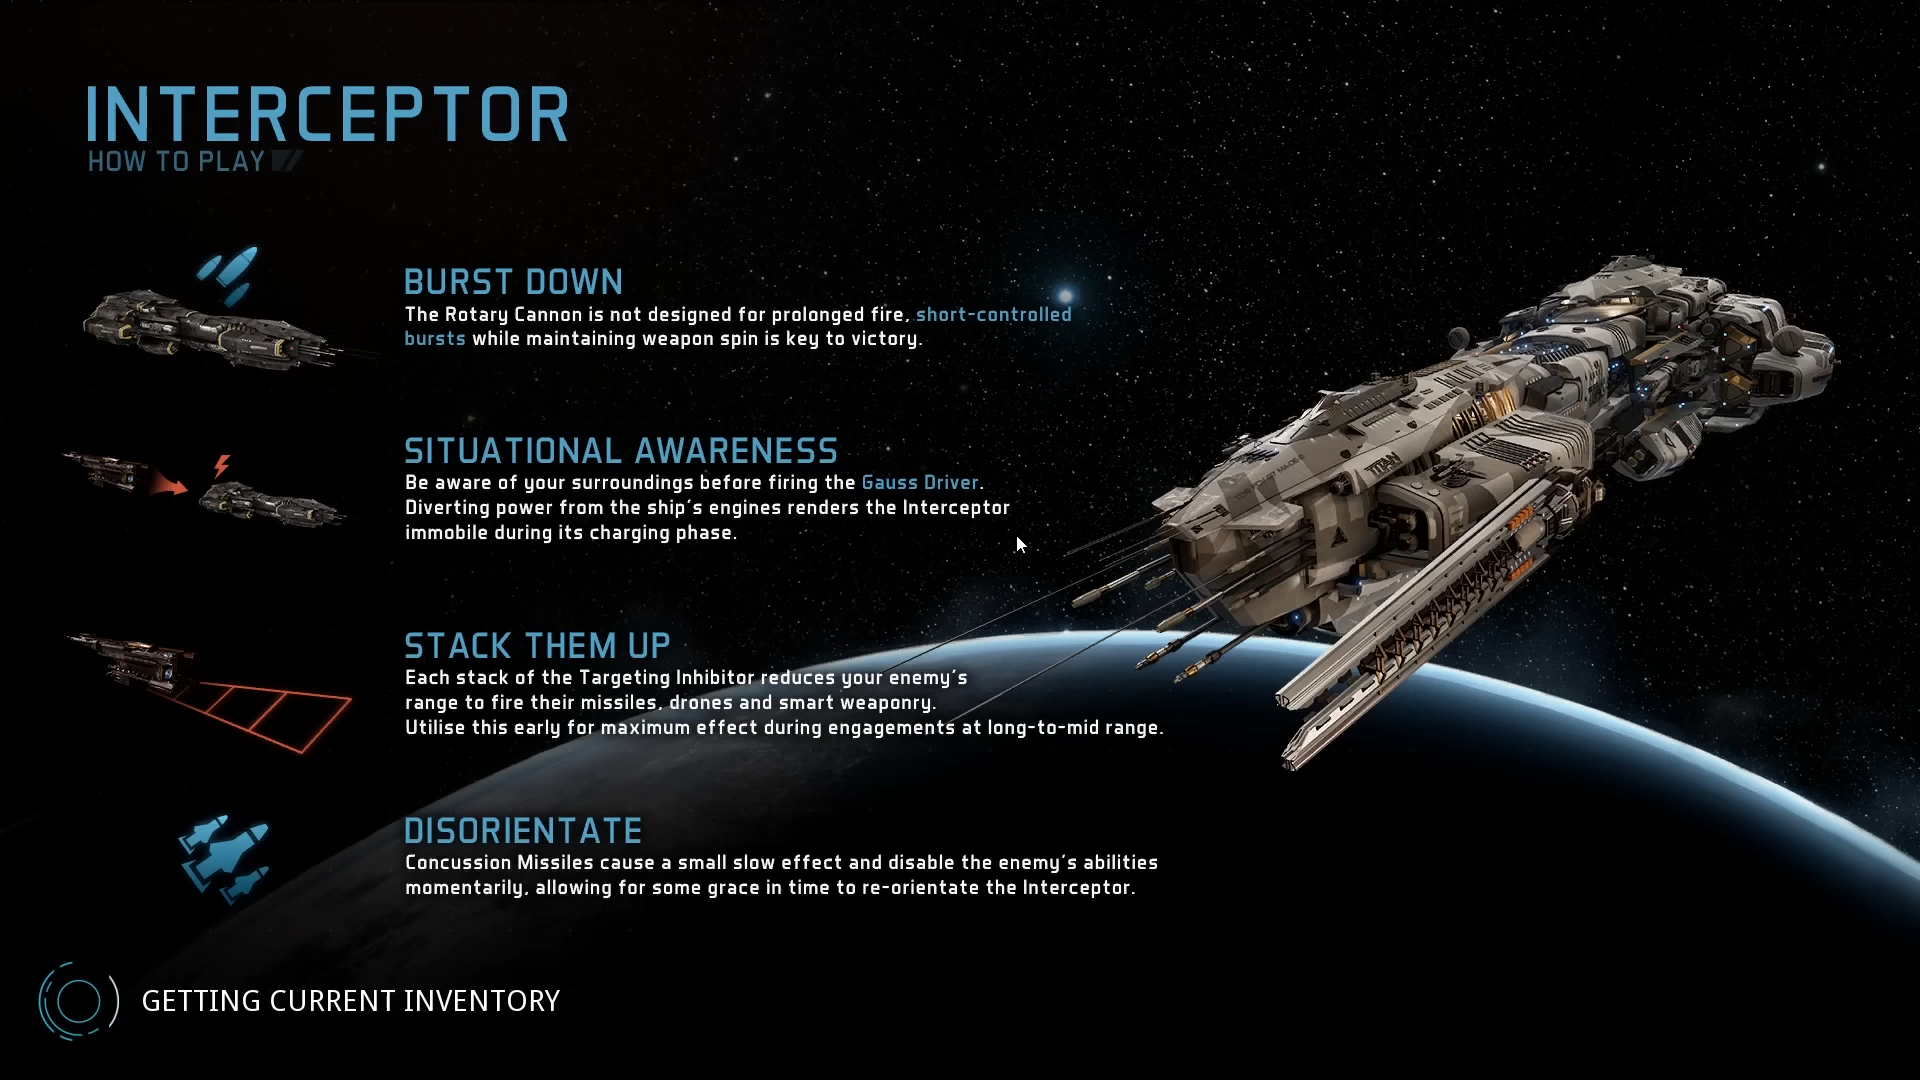 INTERCEPTOR
HOW TO PLAY
BURST DOWN
The Rotary Cannon is not designed for prolonged fire, short-controlled
bursts while maintaining weapon spin is key to victory.
SITUATIONAL AWARENESS
Be aware of your surroundings before firing the Gauss Driver.
Diverting power from the ship's engines renders the Interceptor
immobile during its charging phase.
STACK THEM UP
Each stack of the Targeting Inhibitor reduces your enemy's
range to fire their missiles, drones and smart weaponry.
Utilise this early for maximum effect during engagements at long-to-mid range.
DISORIENTATE
Concussion Missiles cause a small slow effect and disable the enemy's abilities
momentarily, allowing for some grace in time to re-orientate the Interceptor.
GETTING CURRENT INVENTORY
TITAN